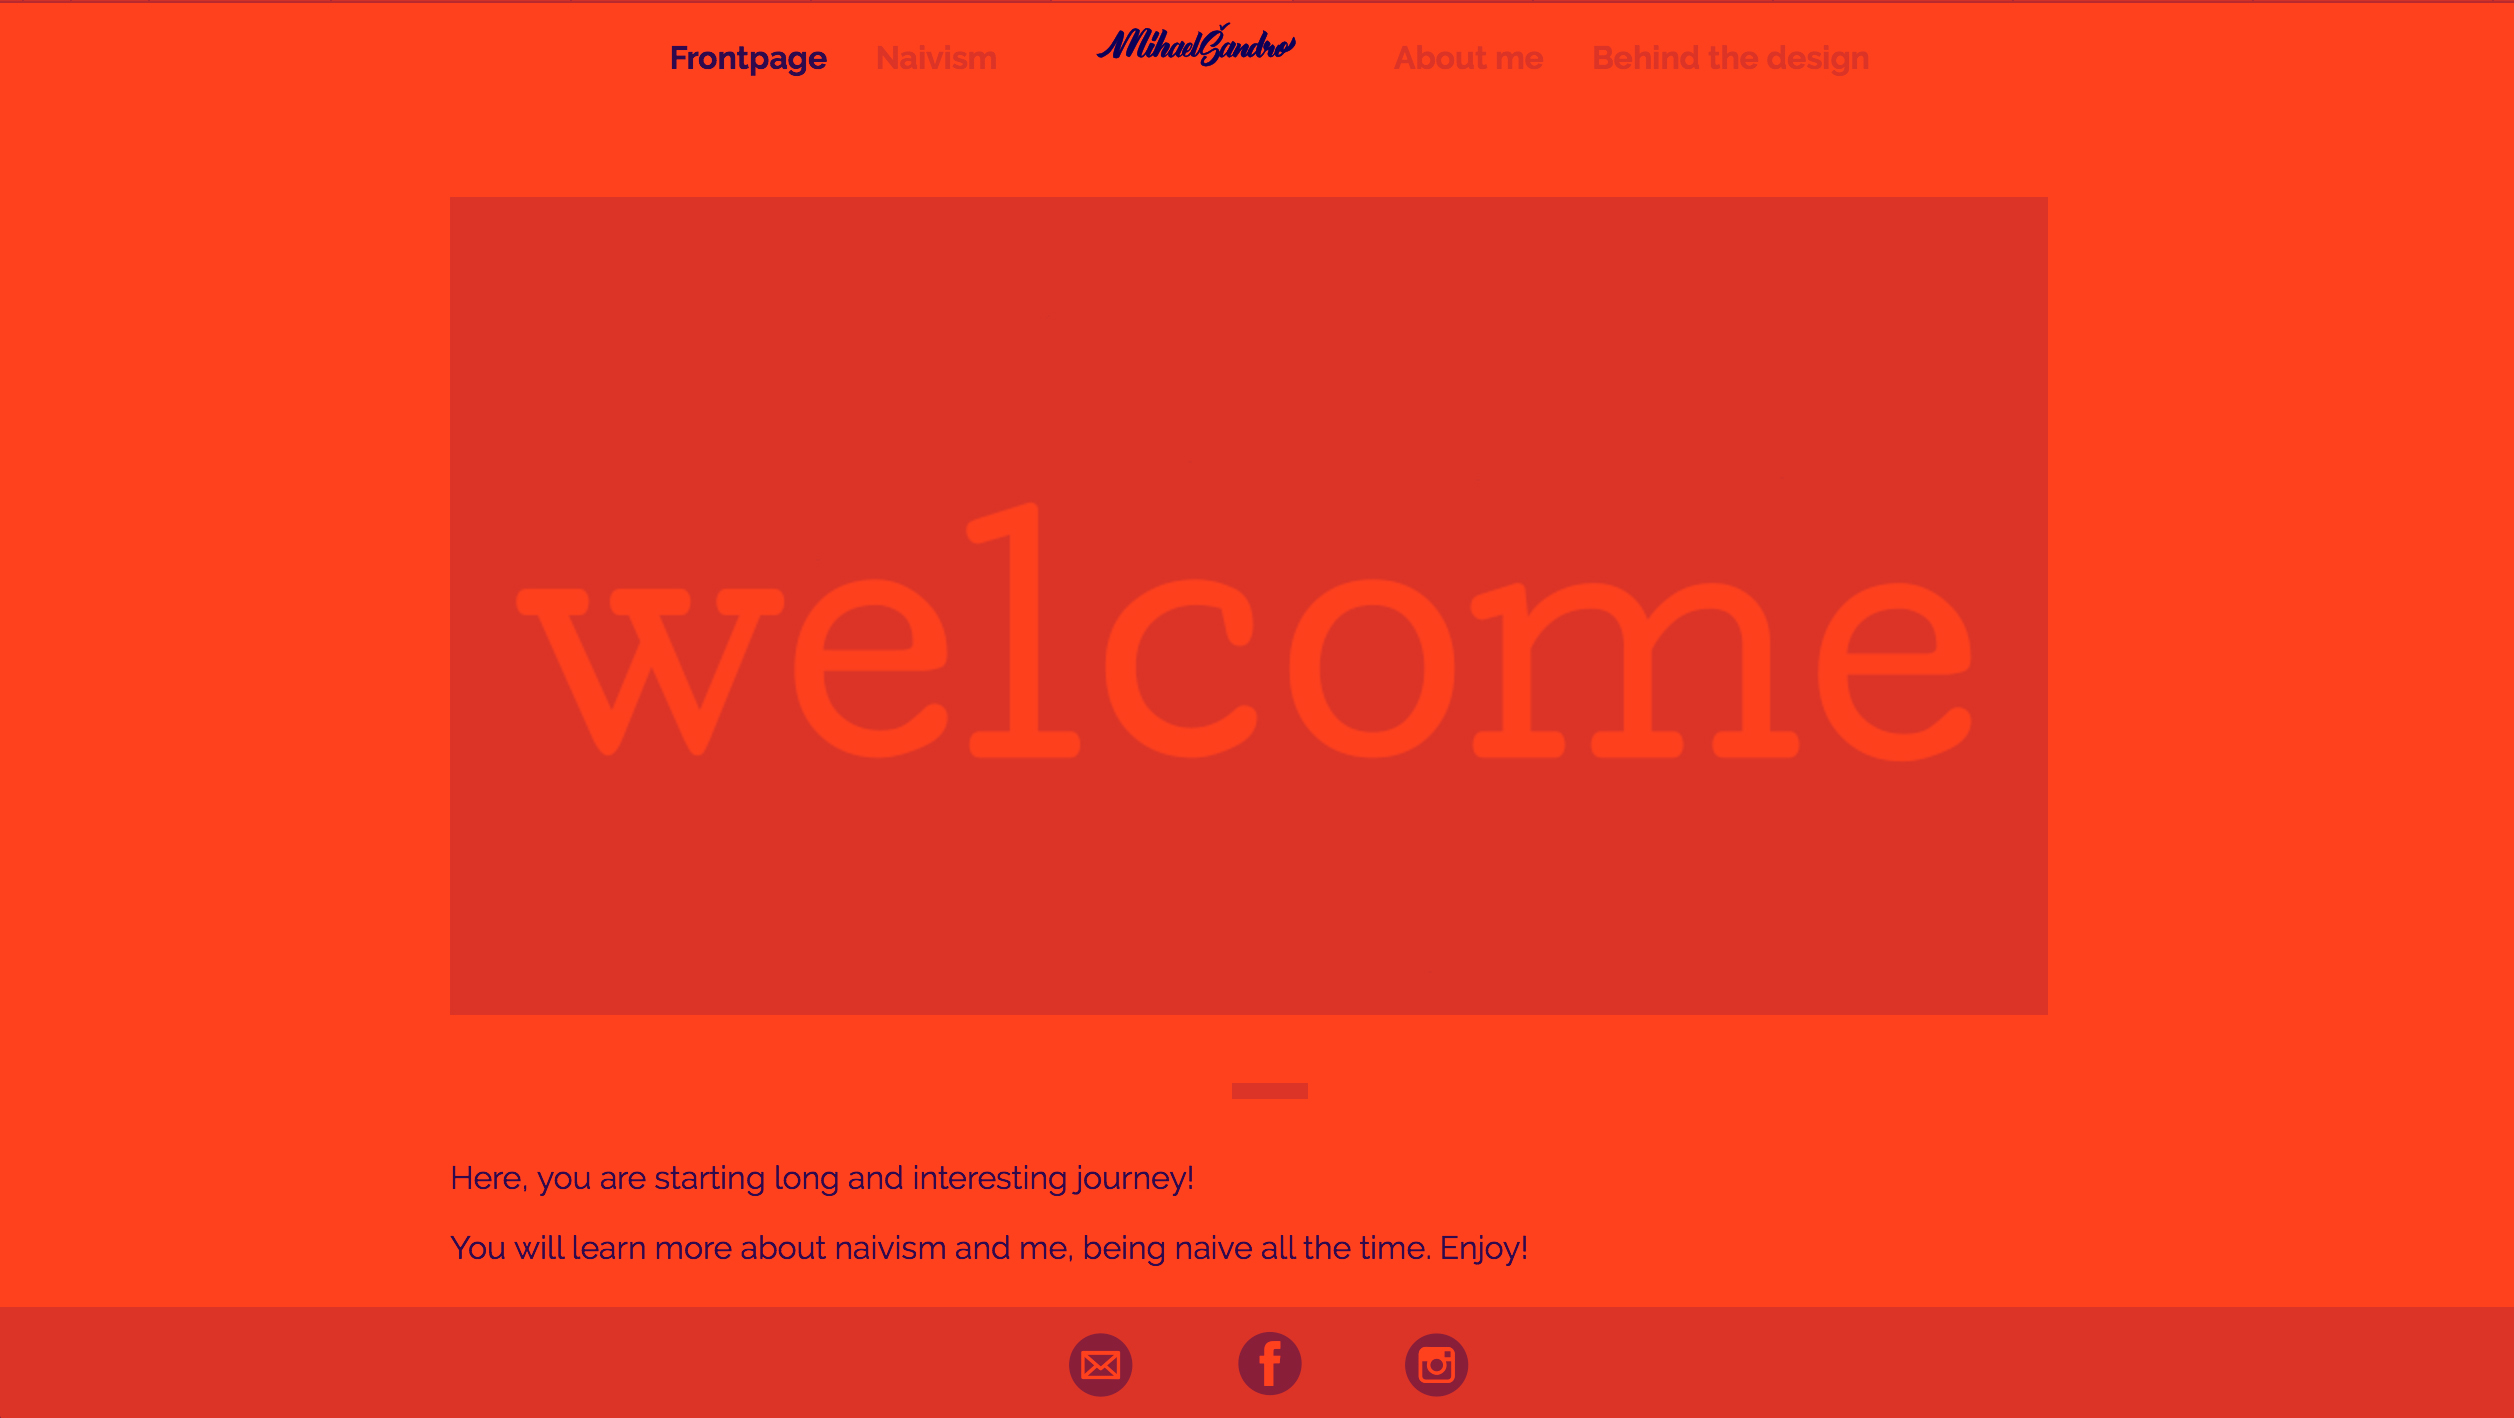 Frontpage Naivism MihaelŠandro About me Behind the design
welcome
Here, you are starting long and interesting journey!
You will learn more about naivism and me, being naive all the time. Enjoy!